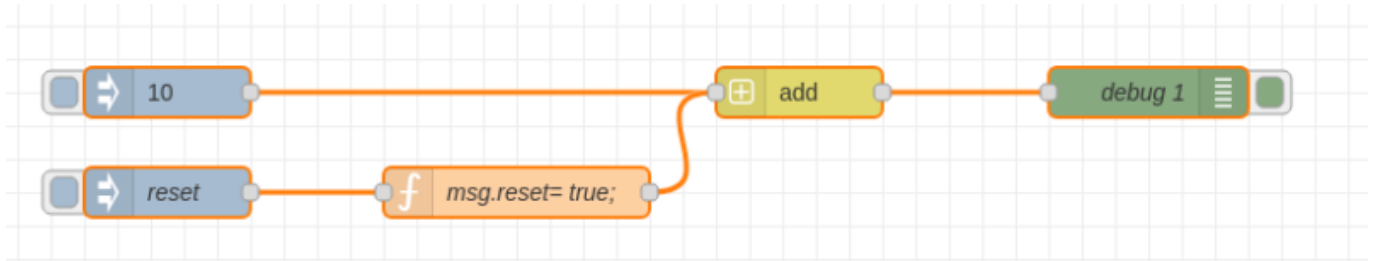 10
add
debug 1
reset
msg.reset= true;